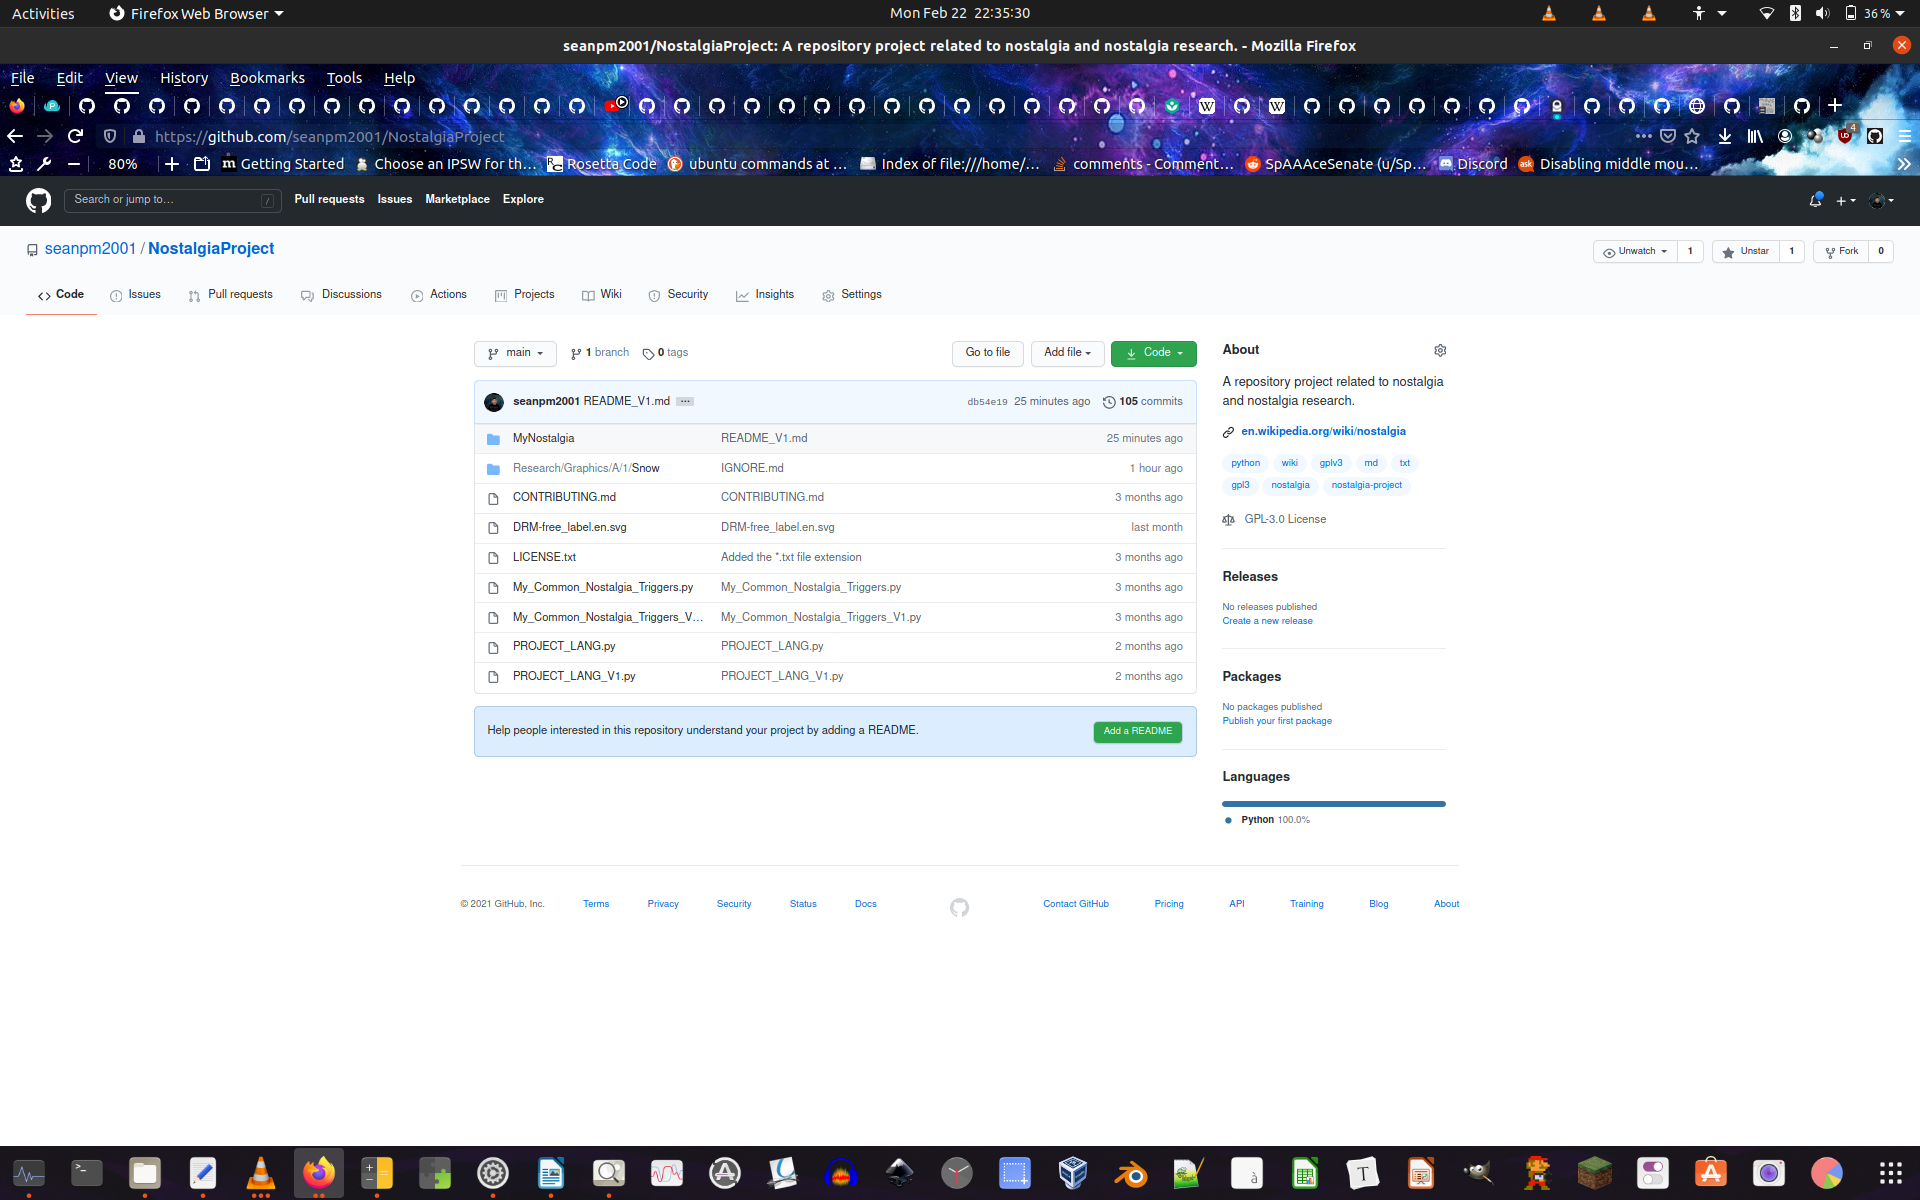 Activities Firefox Web Browser Mon Feb 22 22:35:30 36 %
seanpm2001/NostalgiaProject: A repository project related to nostalgia and nostalgia research. - Mozilla Firefox
File Edit View History Bookmarks Tools Help
https://github.com/seanpm2001/NostalgiaProject
80% Getting Started Choose an IPSW for th… Rosetta Code ubuntu commands at … Index of file:///home/… comments - Comment… SpAAAceSenate (u/Sp… Discord Disabling middle mou…
Search or jump to… / Pull requests Issues Marketplace Explore
seanpm2001 / NostalgiaProject Unwatch 1 Unstar 1 Fork 0
Code Issues Pull requests Discussions Actions Projects Wiki Security Insights Settings
main 1 branch 0 tags Go to file Add file Code
seanpm2001 README_V1.md ... db54e19 25 minutes ago 105 commits
MyNostalgia README_V1.md 25 minutes ago
Research/Graphics/A/1/Snow IGNORE.md 1 hour ago
CONTRIBUTING.md CONTRIBUTING.md 3 months ago
DRM-free_label.en.svg DRM-free_label.en.svg last month
LICENSE.txt Added the *.txt file extension 3 months ago
My_Common_Nostalgia_Triggers.py My_Common_Nostalgia_Triggers.py 3 months ago
My_Common_Nostalgia_Triggers_V… My_Common_Nostalgia_Triggers_V1.py 3 months ago
PROJECT_LANG.py PROJECT_LANG.py 2 months ago
PROJECT_LANG_V1.py PROJECT_LANG_V1.py 2 months ago
Help people interested in this repository understand your project by adding a README. Add a README
About
A repository project related to nostalgia
and nostalgia research.
en.wikipedia.org/wiki/nostalgia
python wiki gplv3 md txt
gpl3 nostalgia nostalgia-project
GPL-3.0 License
Releases
No releases published
Create a new release
Packages
No packages published
Publish your first package
Languages
Python 100.0%
© 2021 GitHub, Inc. Terms Privacy Security Status Docs Contact GitHub Pricing API Training Blog About